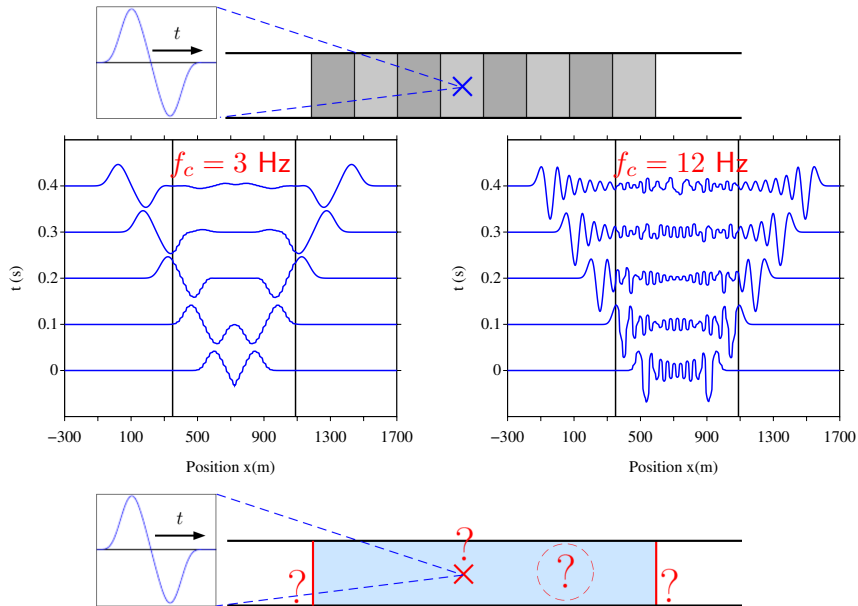 t
f_c = 3 Hz
f_c = 12 Hz
0.4
0.3
0.2
0.1
0
t (s)
−300 100 500 900 1300 1700
Position x(m)
0.4
0.3
0.2
0.1
0
t (s)
−300 100 500 900 1300 1700
Position x(m)
t
?
?
?
?